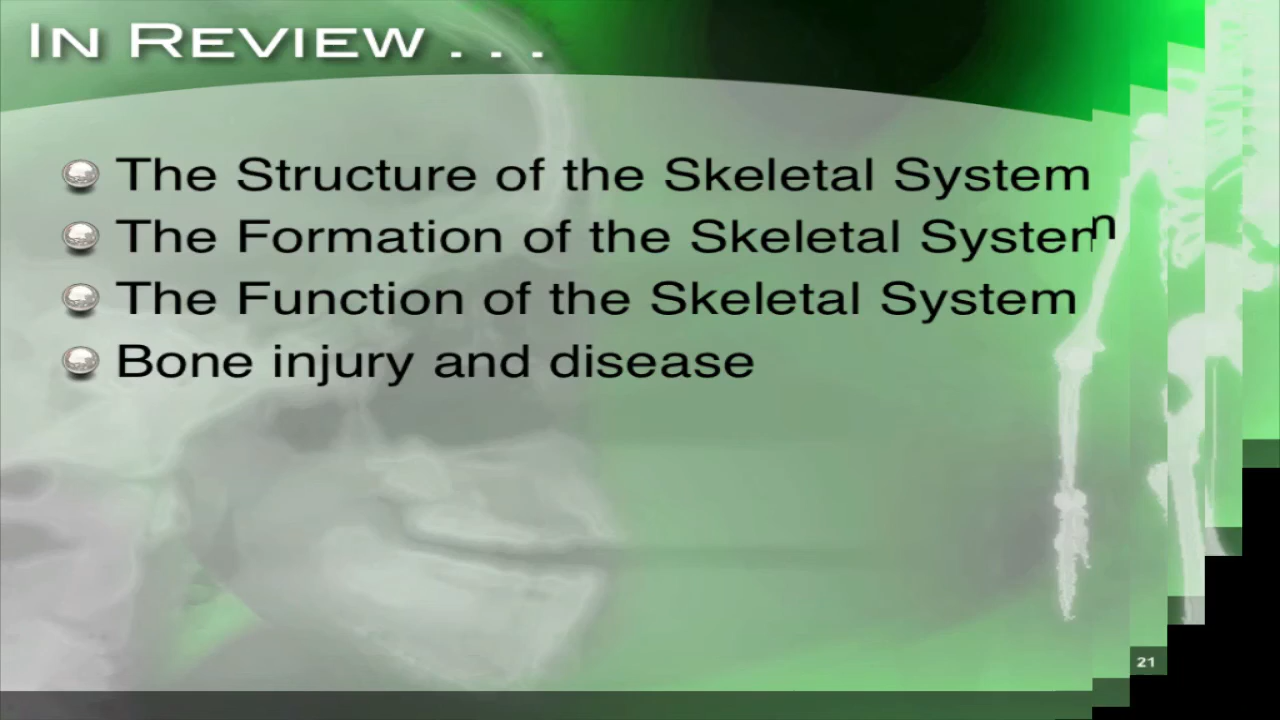 In Review . . .
The Structure of the Skeletal System
The Formation of the Skeletal System
The Function of the Skeletal System
Bone injury and disease
21